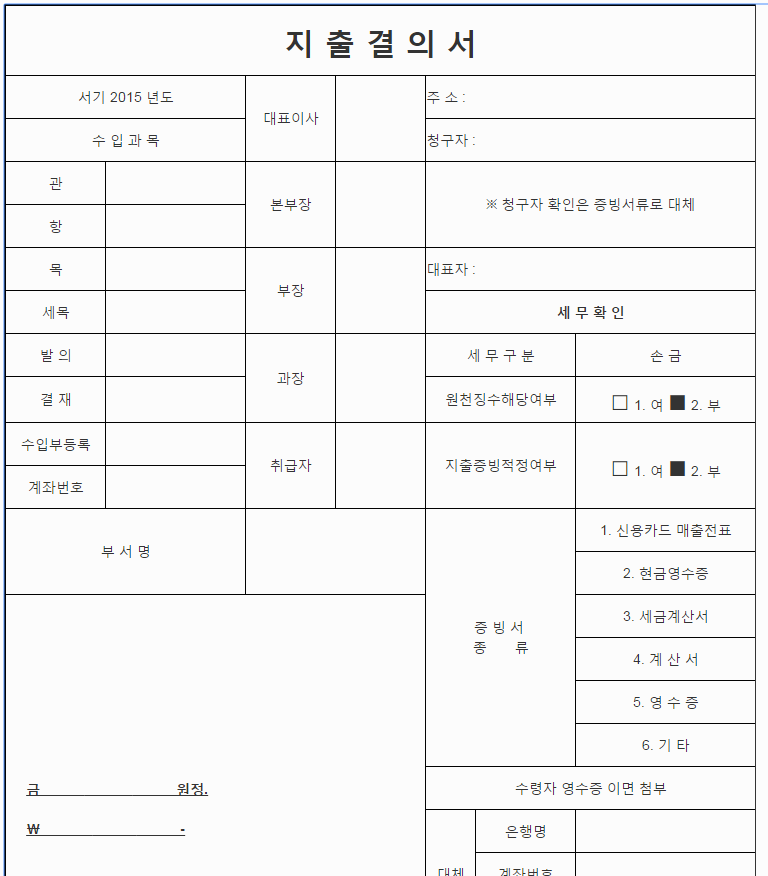 지 출 결 의 서
서기 2015 년도
수 입 과 목
대표이사
주 소 :
청구자 :
관
항
본부장
※ 청구자 확인은 증빙서류로 대체
목
세목
부장
대표자 :
세 무 확 인
발 의
결 재
과장
세 무 구 분
손 금
원천징수해당여부
□ 1. 여 ■ 2. 부
수입부등록
계좌번호
취급자
지출증빙적정여부
□ 1. 여 ■ 2. 부
부 서 명
증 빙 서
종 류
1. 신용카드 매출전표
2. 현금영수증
3. 세금계산서
4. 계 산 서
5. 영 수 증
6. 기 타
금 원정.
₩ -
수령자 영수증 이면 첨부
대체
은행명
계좌번호